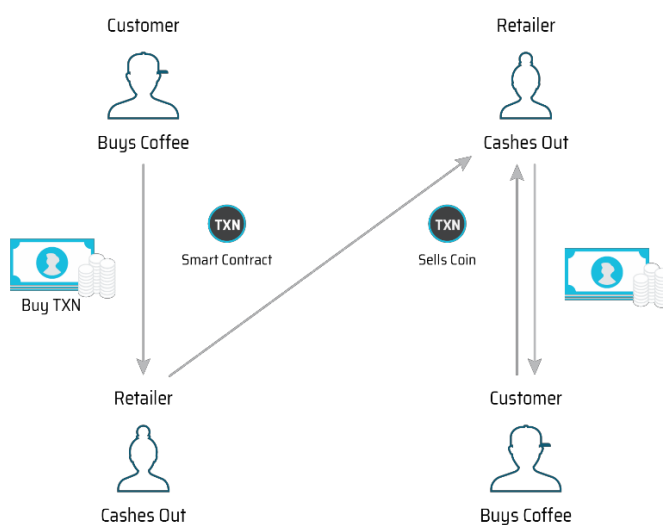 Customer
Retailer
Buys Coffee
Cashes Out
TXN
TXN
Smart Contract
Sells Coin
Buy TXN
Retailer
Customer
Cashes Out
Buys Coffee